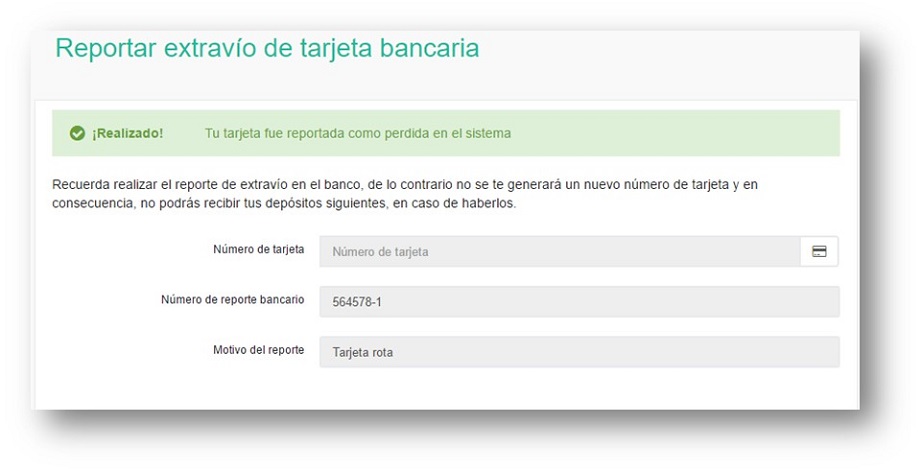 Reportar extravío de tarjeta bancaria
¡Realizado! Tu tarjeta fue reportada como perdida en el sistema
Recuerda realizar el reporte de extravío en el banco, de lo contrario no se te generará un nuevo número de tarjeta y en
consecuencia, no podrás recibir tus depósitos siguientes, en caso de haberlos.
Número de tarjeta Número de tarjeta
Número de reporte bancario 564578-1
Motivo del reporte Tarjeta rota